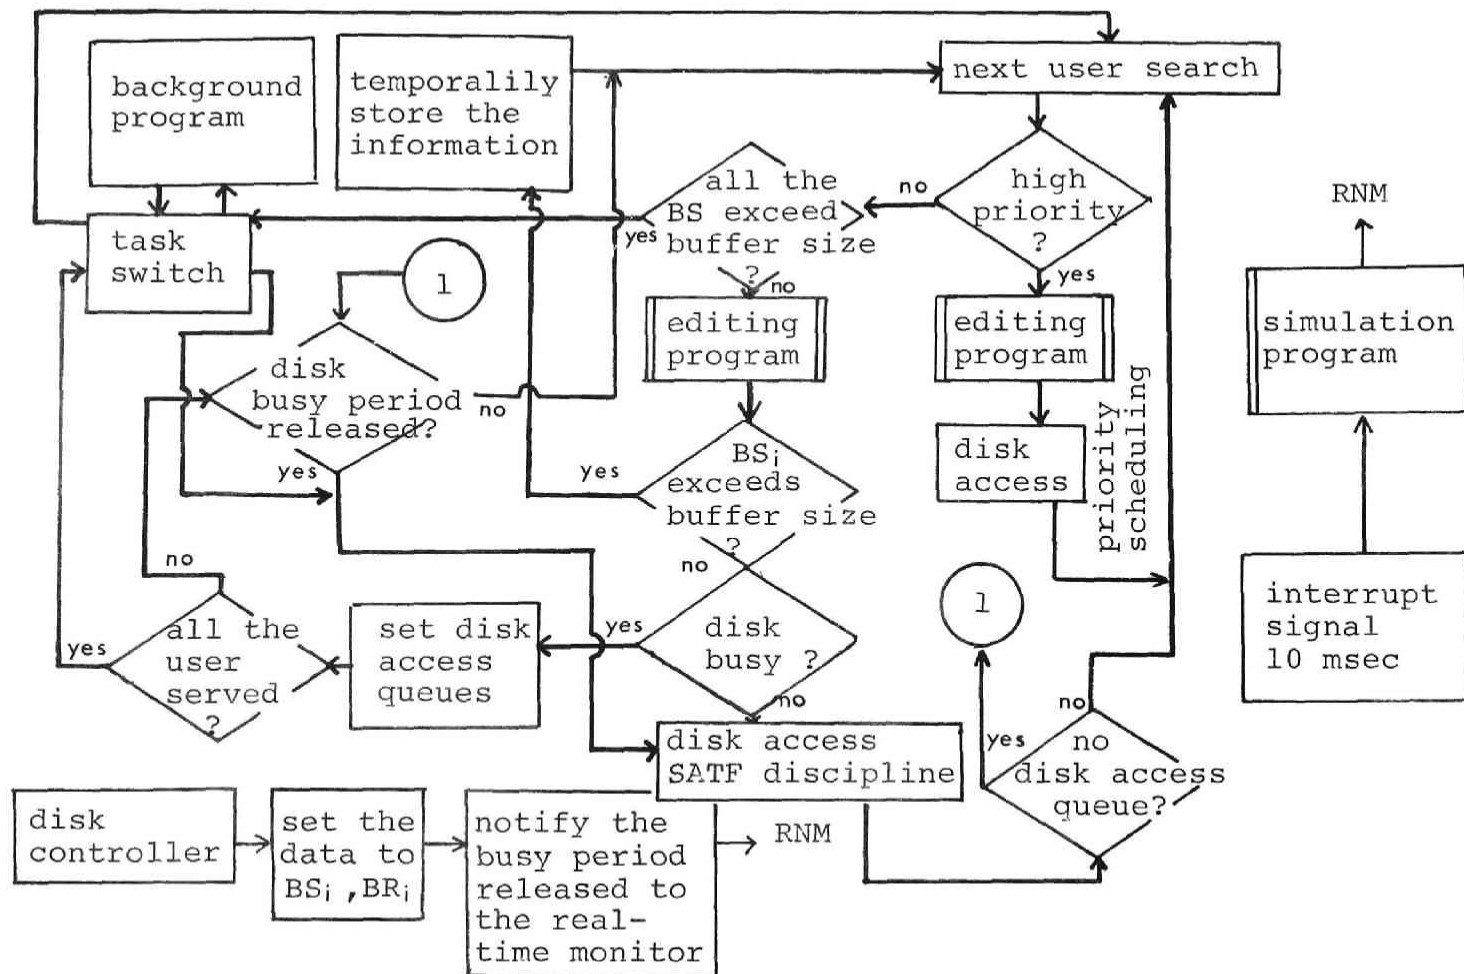 background
program
temporalily
store the
information
next user search
all the
BS exceed
buffer size
?
yes
no
no
high
priority
?
yes
RNM
task
switch
1
editing
program
editing
program
simulation
program
disk
busy period
released?
no
yes
BSi
exceeds
buffer size
?
yes
no
disk
access
priority
scheduling
interrupt
signal
10 msec
no
all the
user
served
?
yes
set disk
access
queues
yes
disk
busy ?
no
1
disk access
SATF discipline
no
yes
no
disk access
queue?
disk
controller
set the
data to
BSi ,BRi
notify the
busy period
released to
the real-
time monitor
RNM